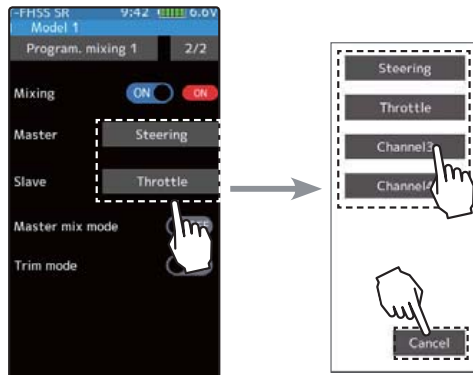 -FHSS SR 9:42 6.6V
Model 1
Program. mixing 1 2/2
Mixing ON ON
Master Steering
Slave Throttle
Master mix mode
Trim mode
Steering
Throttle
Channel3
Channel4
Cancel